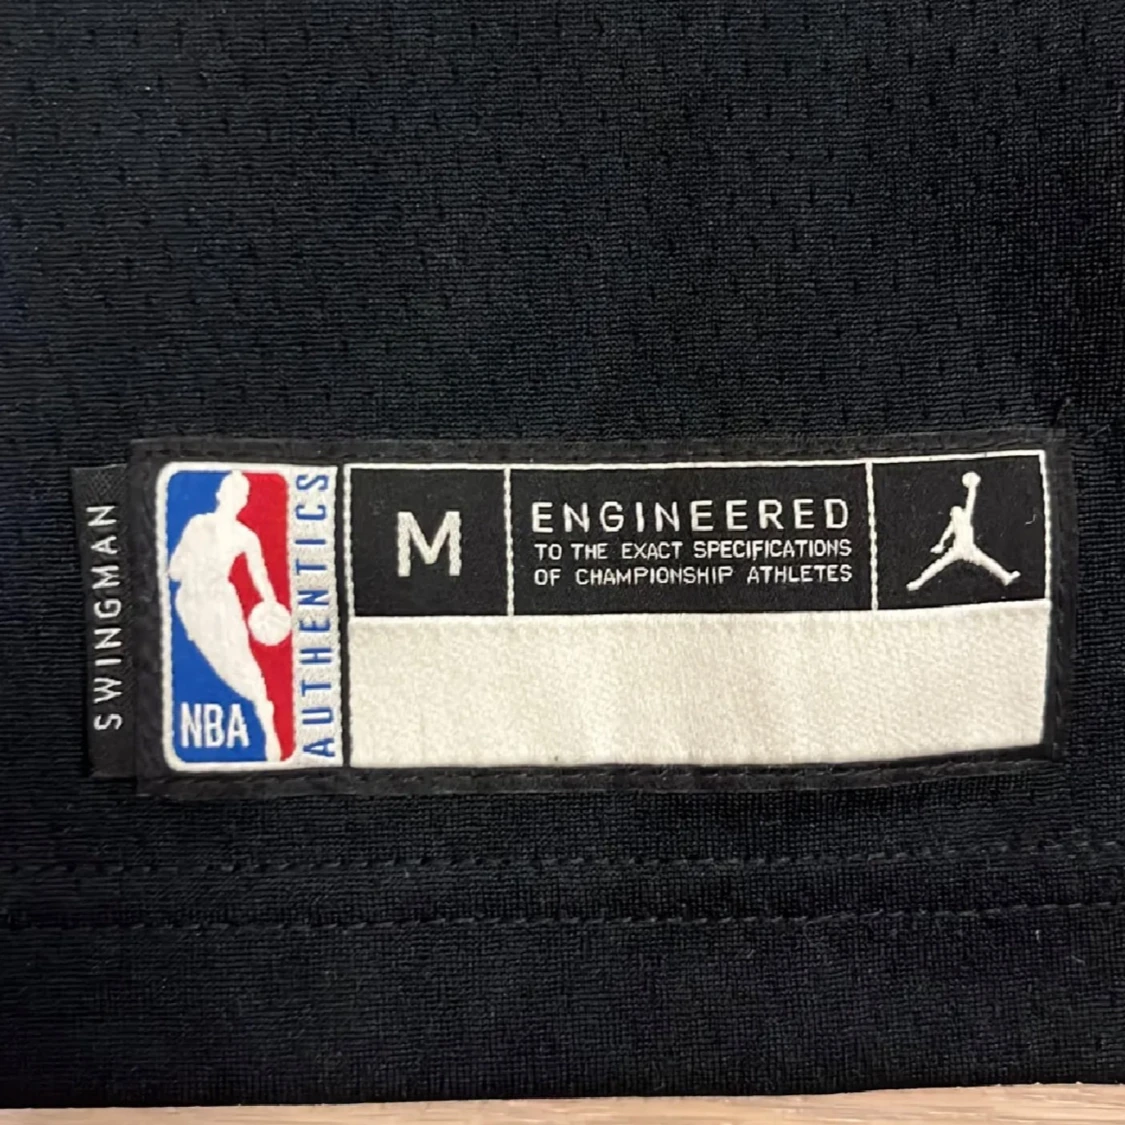 SWINGMAN
NBA
AUTHENTICS
M
ENGINEERED
TO THE EXACT SPECIFICATIONS
OF CHAMPIONSHIP ATHLETES